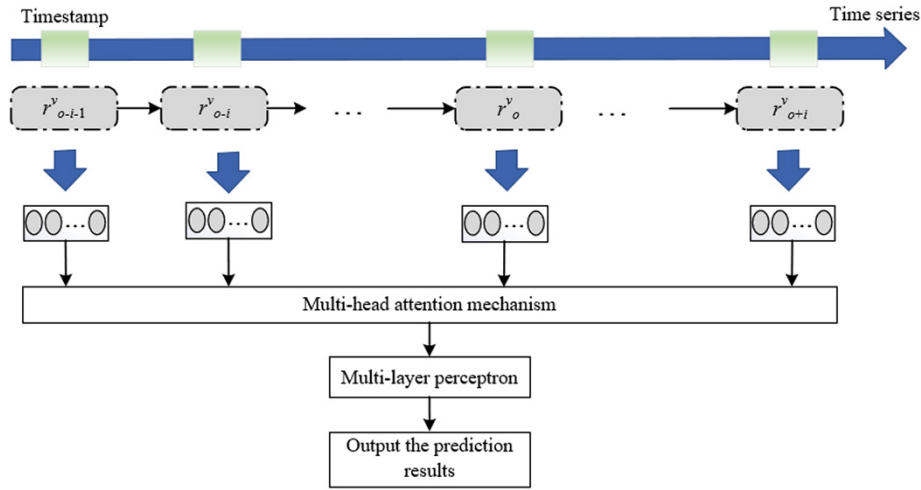 Timestamp
Time series
r^v_{o-i-1}
r^v_{o-i}
...
r^v_o
...
r^v_{o+i}
...
...
...
...
Multi-head attention mechanism
Multi-layer perceptron
Output the prediction
results